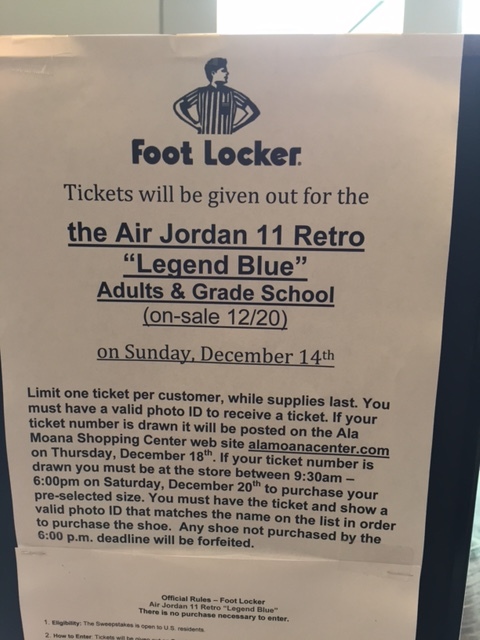 Foot Locker.
Tickets will be given out for the
the Air Jordan 11 Retro
“Legend Blue”
Adults & Grade School
(on-sale 12/20)
on Sunday, December 14th
Limit one ticket per customer, while supplies last. You
must have a valid photo ID to receive a ticket. If your
ticket number is drawn it will be posted on the Ala
Moana Shopping Center web site alamoanacenter.com
on Thursday, December 18th. If your ticket number is
drawn you must be at the store between 9:30am –
6:00pm on Saturday, December 20th to purchase your
pre-selected size. You must have the ticket and show a
valid photo ID that matches the name on the list in order
to purchase the shoe. Any shoe not purchased by the
6:00 p.m. deadline will be forfeited.
Official Rules – Foot Locker
Air Jordan 11 Retro “Legend Blue”
There is no purchase necessary to enter.
1. Eligibility: The Sweepstakes is open to U.S. residents.
2. How to Enter: Tickets will be